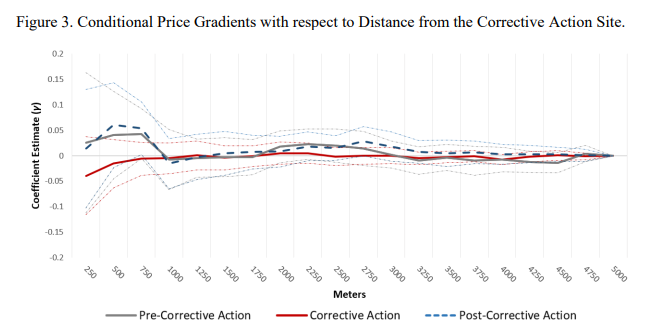 Figure 3. Conditional Price Gradients with respect to Distance from the Corrective Action Site.
0.2
0.15
0.1
0.05
0
-0.05
-0.1
-0.15
-0.2
Coefficient Estimate (γ)
250 500 750 1000 1250 1500 1750 2000 2250 2500 2750 3000 3250 3500 3750 4000 4250 4500 4750 5000
Meters
Pre-Corrective Action Corrective Action Post-Corrective Action